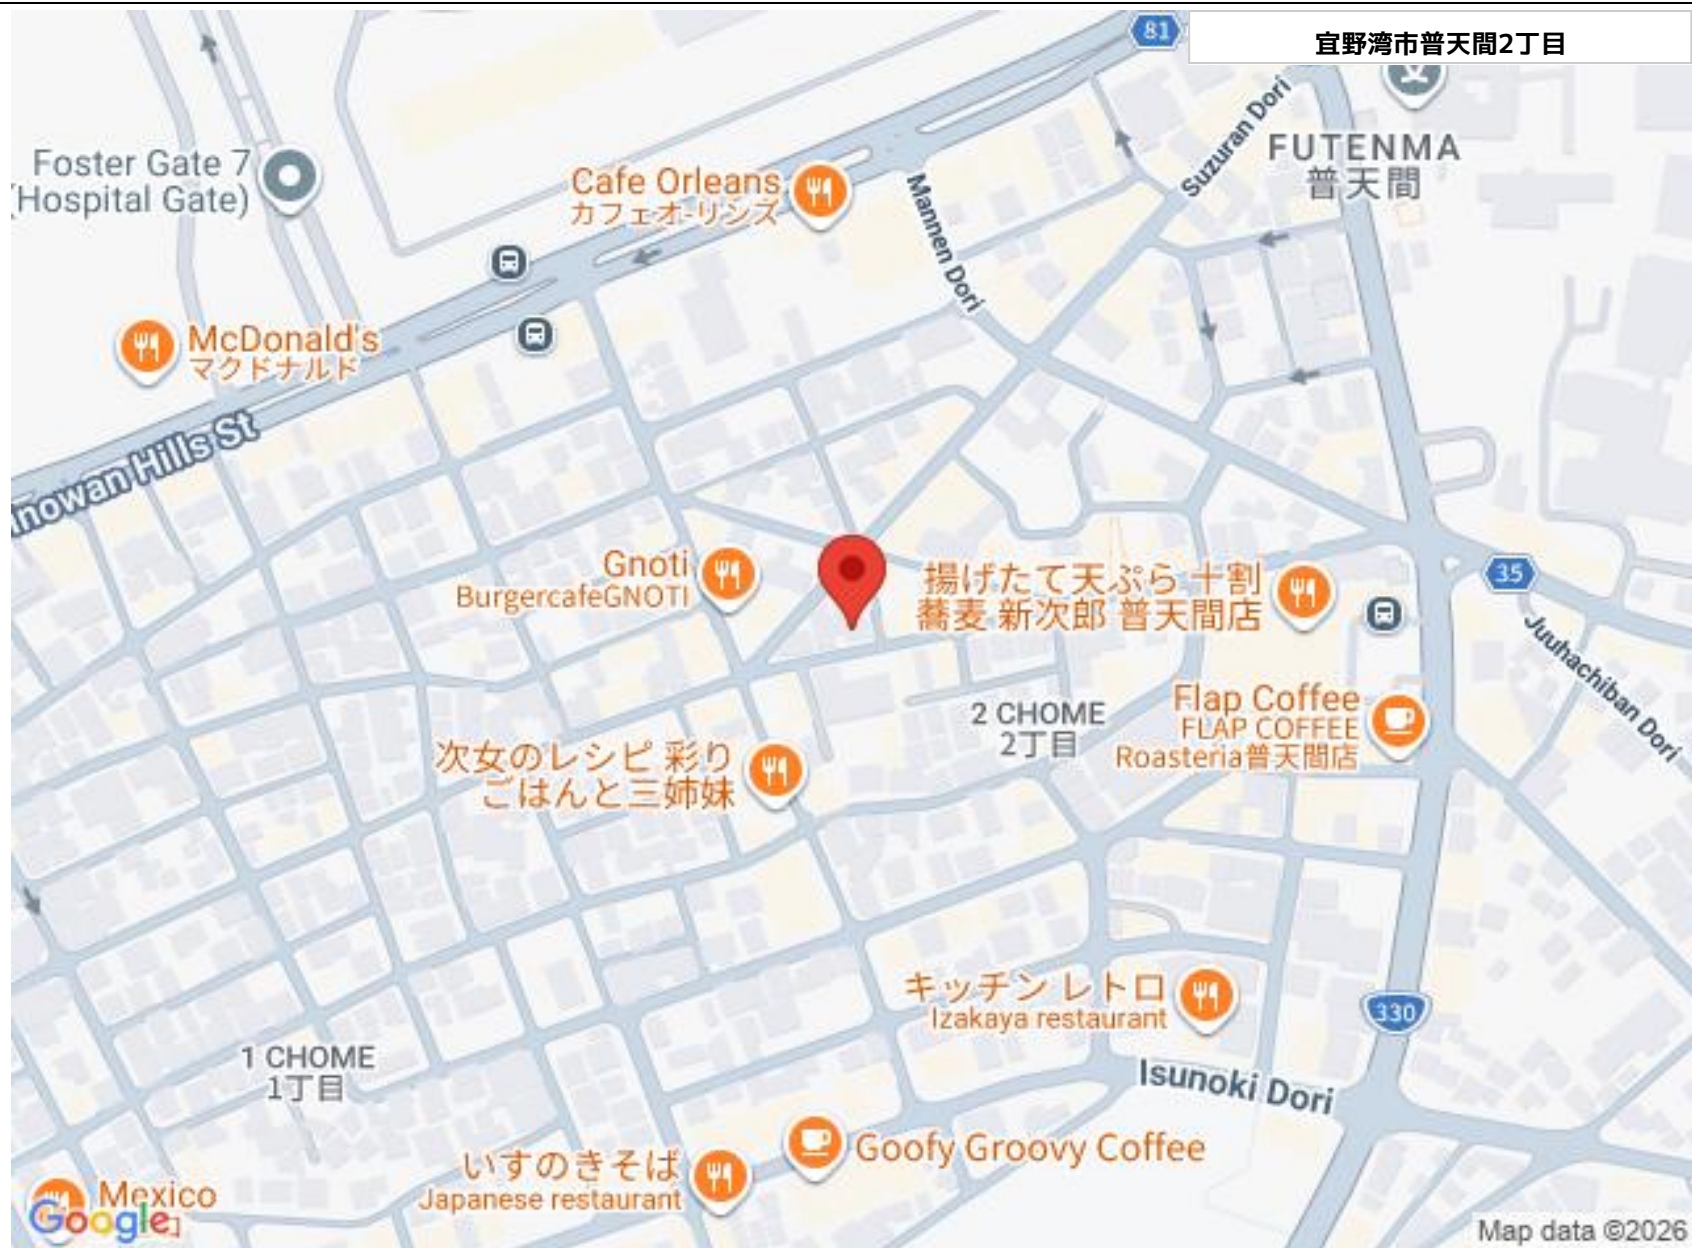 81
宜野湾市普天間2丁目
Suzuran Dori
FUTENMA
普天間
Foster Gate 7
(Hospital Gate)
Cafe Orleans
カフェオ-リンズ
Mannen Dori
McDonald's
マクドナルド
inowan Hills St
Gnoti
BurgercafeGNOTI
揚げたて天ぷら 十割
蕎麦 新次郎 普天間店
35
Juuhachiban Dori
2 CHOME
2丁目
Flap Coffee
FLAP COFFEE
Roasteria普天間店
次女のレシピ 彩り
ごはんと三姉妹
キッチン レトロ
Izakaya restaurant
330
1 CHOME
1丁目
Isunoki Dori
Goofy Groovy Coffee
いすのきそば
Japanese restaurant
Mexico
Google
Map data ©2026